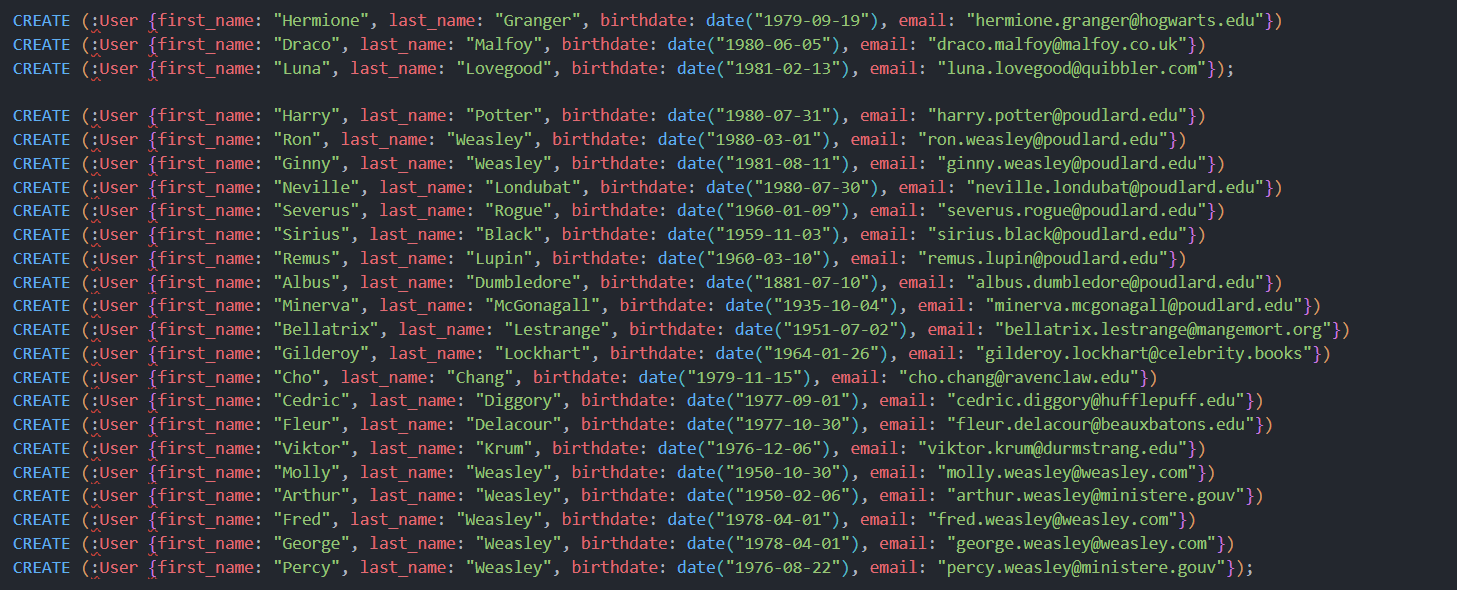 CREATE (:User {first_name: "Hermione", last_name: "Granger", birthdate: date("1979-09-19"), email: "hermione.granger@hogwarts.edu"})
CREATE (:User {first_name: "Draco", last_name: "Malfoy", birthdate: date("1980-06-05"), email: "draco.malfoy@malfoy.co.uk"})
CREATE (:User {first_name: "Luna", last_name: "Lovegood", birthdate: date("1981-02-13"), email: "luna.lovegood@quibbler.com"});
CREATE (:User {first_name: "Harry", last_name: "Potter", birthdate: date("1980-07-31"), email: "harry.potter@poudlard.edu"})
CREATE (:User {first_name: "Ron", last_name: "Weasley", birthdate: date("1980-03-01"), email: "ron.weasley@poudlard.edu"})
CREATE (:User {first_name: "Ginny", last_name: "Weasley", birthdate: date("1981-08-11"), email: "ginny.weasley@poudlard.edu"})
CREATE (:User {first_name: "Neville", last_name: "Londubat", birthdate: date("1980-07-30"), email: "neville.londubat@poudlard.edu"})
CREATE (:User {first_name: "Severus", last_name: "Rogue", birthdate: date("1960-01-09"), email: "severus.rogue@poudlard.edu"})
CREATE (:User {first_name: "Sirius", last_name: "Black", birthdate: date("1959-11-03"), email: "sirius.black@poudlard.edu"})
CREATE (:User {first_name: "Remus", last_name: "Lupin", birthdate: date("1960-03-10"), email: "remus.lupin@poudlard.edu"})
CREATE (:User {first_name: "Albus", last_name: "Dumbledore", birthdate: date("1881-07-10"), email: "albus.dumbledore@poudlard.edu"})
CREATE (:User {first_name: "Minerva", last_name: "McGonagall", birthdate: date("1935-10-04"), email: "minerva.mcgonagall@poudlard.edu"})
CREATE (:User {first_name: "Bellatrix", last_name: "Lestrange", birthdate: date("1951-07-02"), email: "bellatrix.lestrange@mangemort.org"})
CREATE (:User {first_name: "Gilderoy", last_name: "Lockhart", birthdate: date("1964-01-26"), email: "gilderoy.lockhart@celebrity.books"})
CREATE (:User {first_name: "Cho", last_name: "Chang", birthdate: date("1979-11-15"), email: "cho.chang@ravenclaw.edu"})
CREATE (:User {first_name: "Cedric", last_name: "Diggory", birthdate: date("1977-09-01"), email: "cedric.diggory@hufflepuff.edu"})
CREATE (:User {first_name: "Fleur", last_name: "Delacour", birthdate: date("1977-10-30"), email: "fleur.delacour@beauxbatons.edu"})
CREATE (:User {first_name: "Viktor", last_name: "Krum", birthdate: date("1976-12-06"), email: "viktor.krum@durmstrang.edu"})
CREATE (:User {first_name: "Molly", last_name: "Weasley", birthdate: date("1950-10-30"), email: "molly.weasley@weasley.com"})
CREATE (:User {first_name: "Arthur", last_name: "Weasley", birthdate: date("1950-02-06"), email: "arthur.weasley@ministere.gouv"})
CREATE (:User {first_name: "Fred", last_name: "Weasley", birthdate: date("1978-04-01"), email: "fred.weasley@weasley.com"})
CREATE (:User {first_name: "George", last_name: "Weasley", birthdate: date("1978-04-01"), email: "george.weasley@weasley.com"})
CREATE (:User {first_name: "Percy", last_name: "Weasley", birthdate: date("1976-08-22"), email: "percy.weasley@ministere.gouv"});